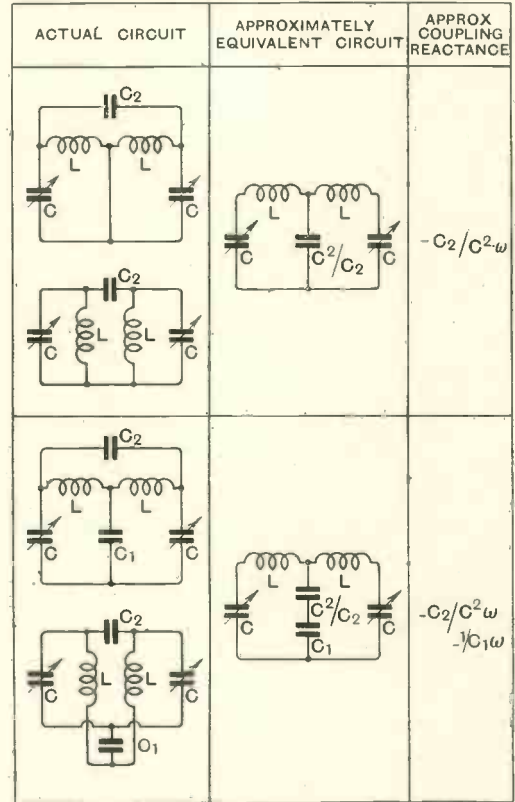 ACTUAL CIRCUIT
APPROXIMATELY
EQUIVALENT CIRCUIT
APPROX
COUPLING
REACTANCE
C2
L L
C C
C2
L L
C C
L L
C C²/C2 C
-C2/C²·ω
C2
L L
C C1 C
C2
L L
C C
O1
L L
C²/C2
C C1 C
-C2/C²ω
-1/C1ω